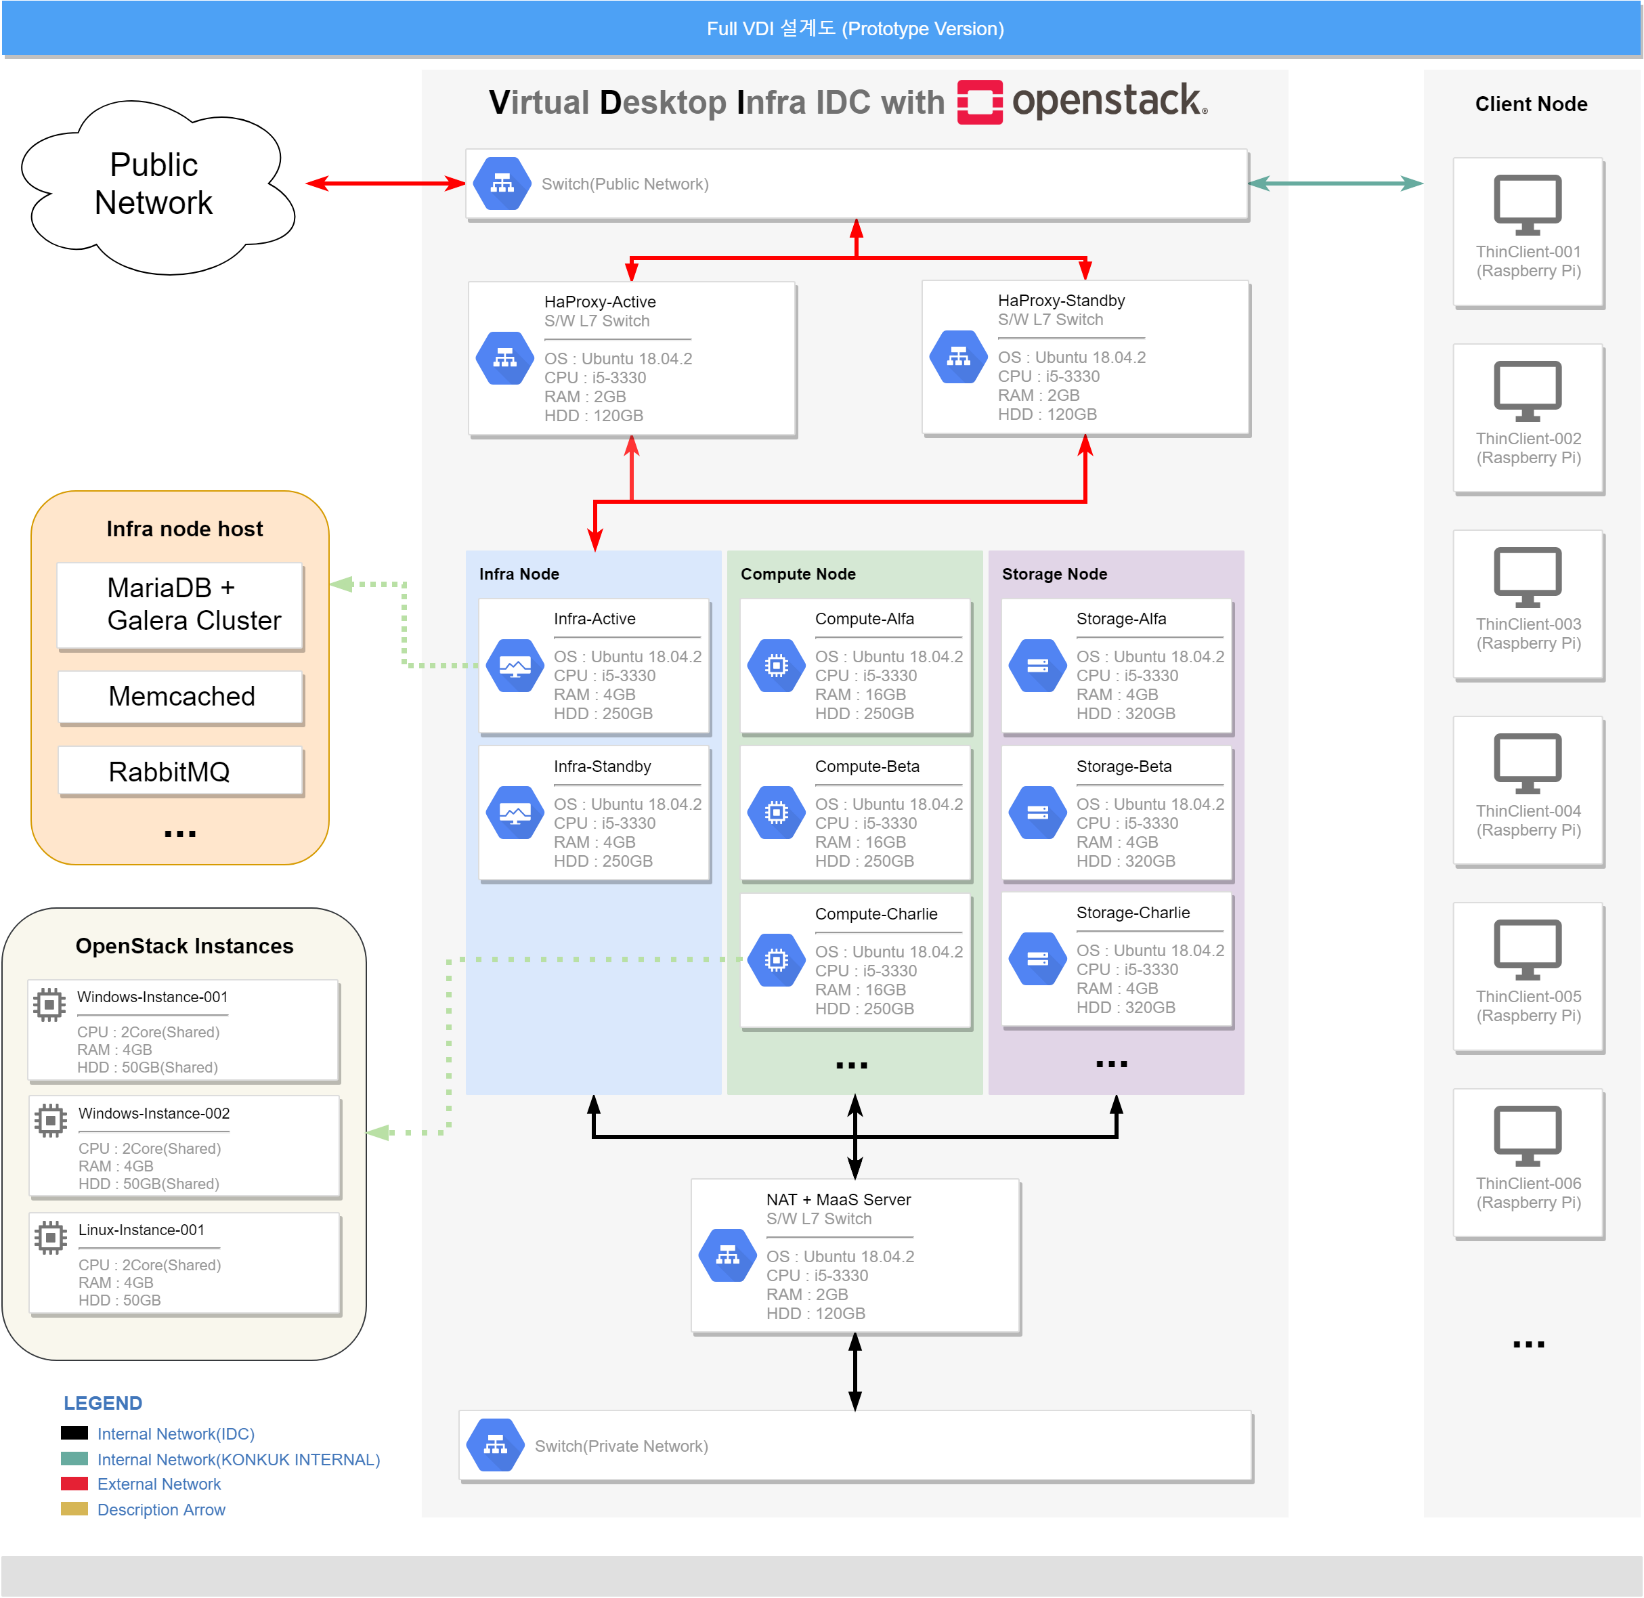 Full VDI 설계도 (Prototype Version)
Virtual Desktop Infra IDC with openstack.
Public
Network
Switch(Public Network)
HaProxy-Active
S/W L7 Switch
OS : Ubuntu 18.04.2
CPU : i5-3330
RAM : 2GB
HDD : 120GB
HaProxy-Standby
S/W L7 Switch
OS : Ubuntu 18.04.2
CPU : i5-3330
RAM : 2GB
HDD : 120GB
Infra node host
MariaDB +
Galera Cluster
Memcached
RabbitMQ
...
Infra Node
Infra-Active
OS : Ubuntu 18.04.2
CPU : i5-3330
RAM : 4GB
HDD : 250GB
Infra-Standby
OS : Ubuntu 18.04.2
CPU : i5-3330
RAM : 4GB
HDD : 250GB
Compute Node
Compute-Alfa
OS : Ubuntu 18.04.2
CPU : i5-3330
RAM : 16GB
HDD : 250GB
Compute-Beta
OS : Ubuntu 18.04.2
CPU : i5-3330
RAM : 16GB
HDD : 250GB
Compute-Charlie
OS : Ubuntu 18.04.2
CPU : i5-3330
RAM : 16GB
HDD : 250GB
...
Storage Node
Storage-Alfa
OS : Ubuntu 18.04.2
CPU : i5-3330
RAM : 4GB
HDD : 320GB
Storage-Beta
OS : Ubuntu 18.04.2
CPU : i5-3330
RAM : 4GB
HDD : 320GB
Storage-Charlie
OS : Ubuntu 18.04.2
CPU : i5-3330
RAM : 4GB
HDD : 320GB
...
OpenStack Instances
Windows-Instance-001
CPU : 2Core(Shared)
RAM : 4GB
HDD : 50GB(Shared)
Windows-Instance-002
CPU : 2Core(Shared)
RAM : 4GB
HDD : 50GB(Shared)
Linux-Instance-001
CPU : 2Core(Shared)
RAM : 4GB
HDD : 50GB
NAT + MaaS Server
S/W L7 Switch
OS : Ubuntu 18.04.2
CPU : i5-3330
RAM : 2GB
HDD : 120GB
Switch(Private Network)
LEGEND
Internal Network(IDC)
Internal Network(KONKUK INTERNAL)
External Network
Description Arrow
Client Node
ThinClient-001
(Raspberry Pi)
ThinClient-002
(Raspberry Pi)
ThinClient-003
(Raspberry Pi)
ThinClient-004
(Raspberry Pi)
ThinClient-005
(Raspberry Pi)
ThinClient-006
(Raspberry Pi)
...